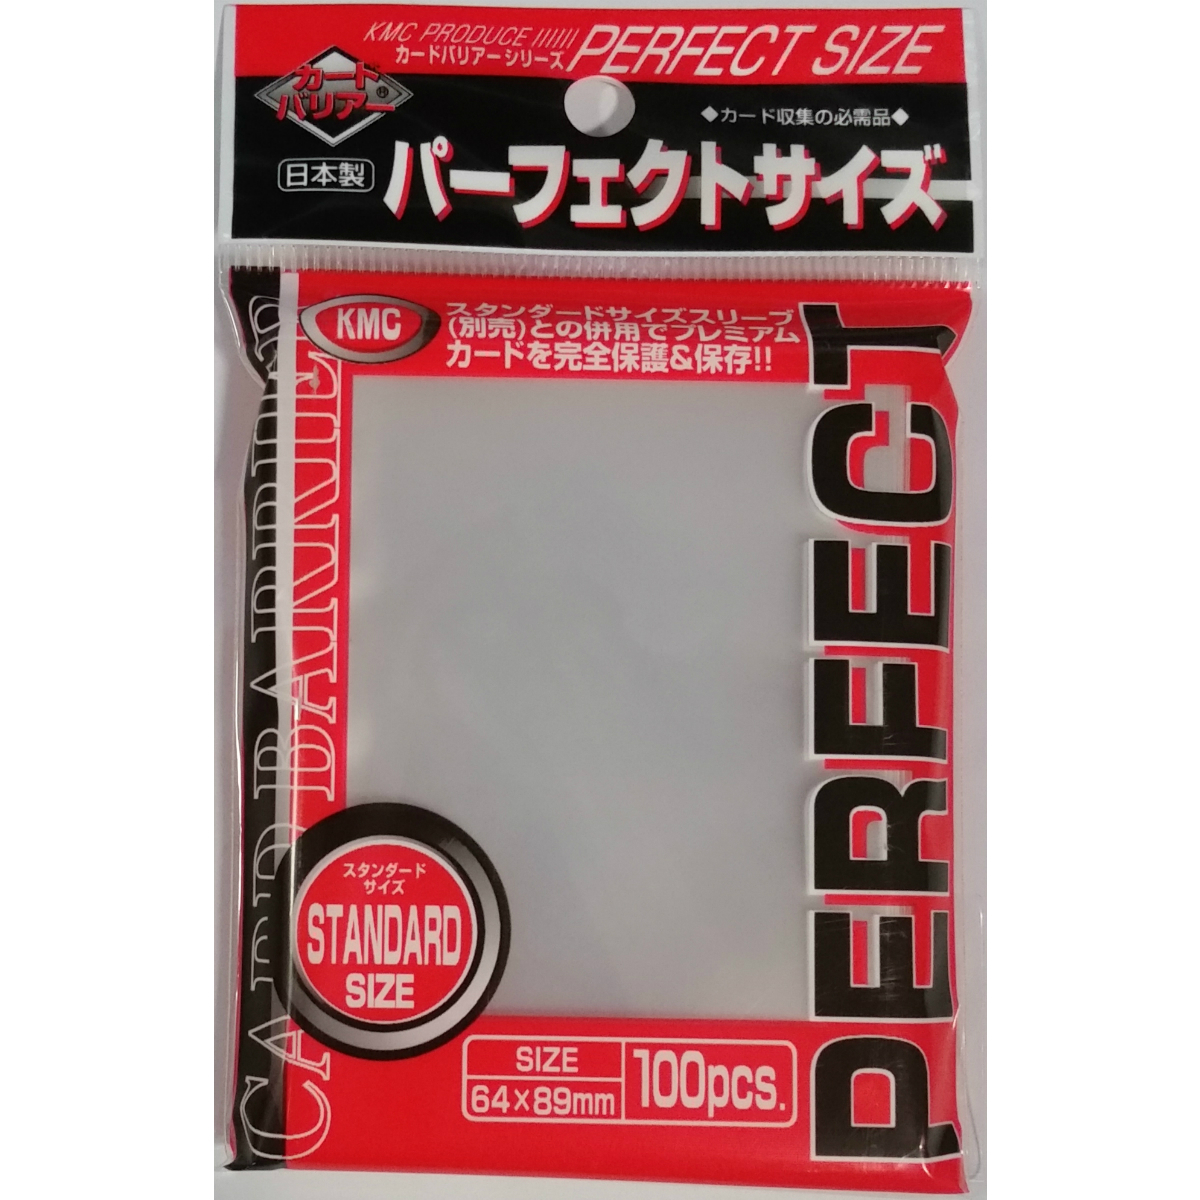 KMC PRODUCE
カードバリアーシリーズ
PERFECT SIZE
カード
バリアー®
◆カード収集の必需品◆
日本製
パーフェクトサイズ
KMC
スタンダードサイズスリーブ
(別売)との併用でプレミアム
カードを完全保護&保存!!
CARD BARRIER
PERFECT
スタンダード
サイズ
STANDARD
SIZE
SIZE
64×89mm
100pcs.